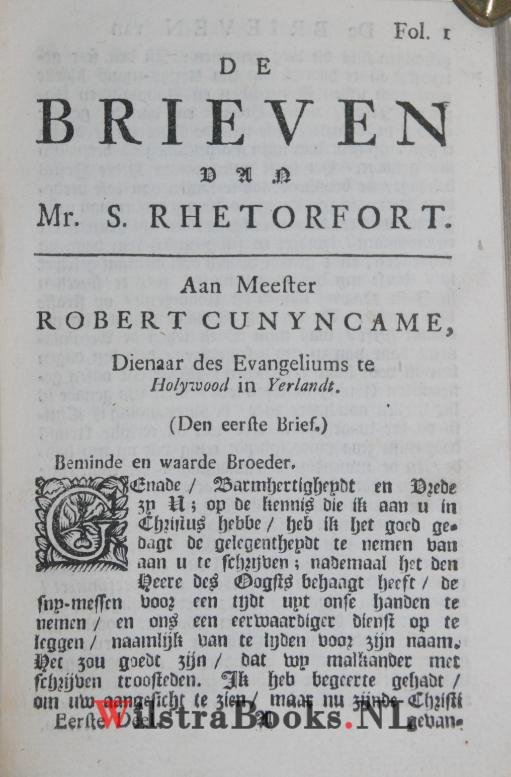 Fol. 1
DE
BRIEVEN
VAN
Mr. S. RHETORFORT.
Aan Meester
ROBERT CUNYNCAME,
Dienaar des Evangeliums te
Holywood in Yerlandt.
(Den eerste Brief.)
Beminde en waarde Broeder.
GEnade / Barmhertigheydt en Vrede
zy U; op de kennis die ik aan u in
Christus hebbe / heb ik het goed ge-
dagt de gelegentheydt te nemen van
aan u te schrijven; nademaal het den
Heere des Oogsts behaagt heeft / de
snp-messen voor een tijdt uyt onse handen te
nemen / en ons een eerwaardiger dienst op te
leggen / naamlijk van te lyden voor zijn naam.
Het zou goedt zijn / dat wy malkander met
schrijven troosteden. Ik heb begeerte gehadt /
om uw aangesicht te zien / maar nu zijnde Christi
Eerste Deel. A gevan-
WilstraBooks.NL